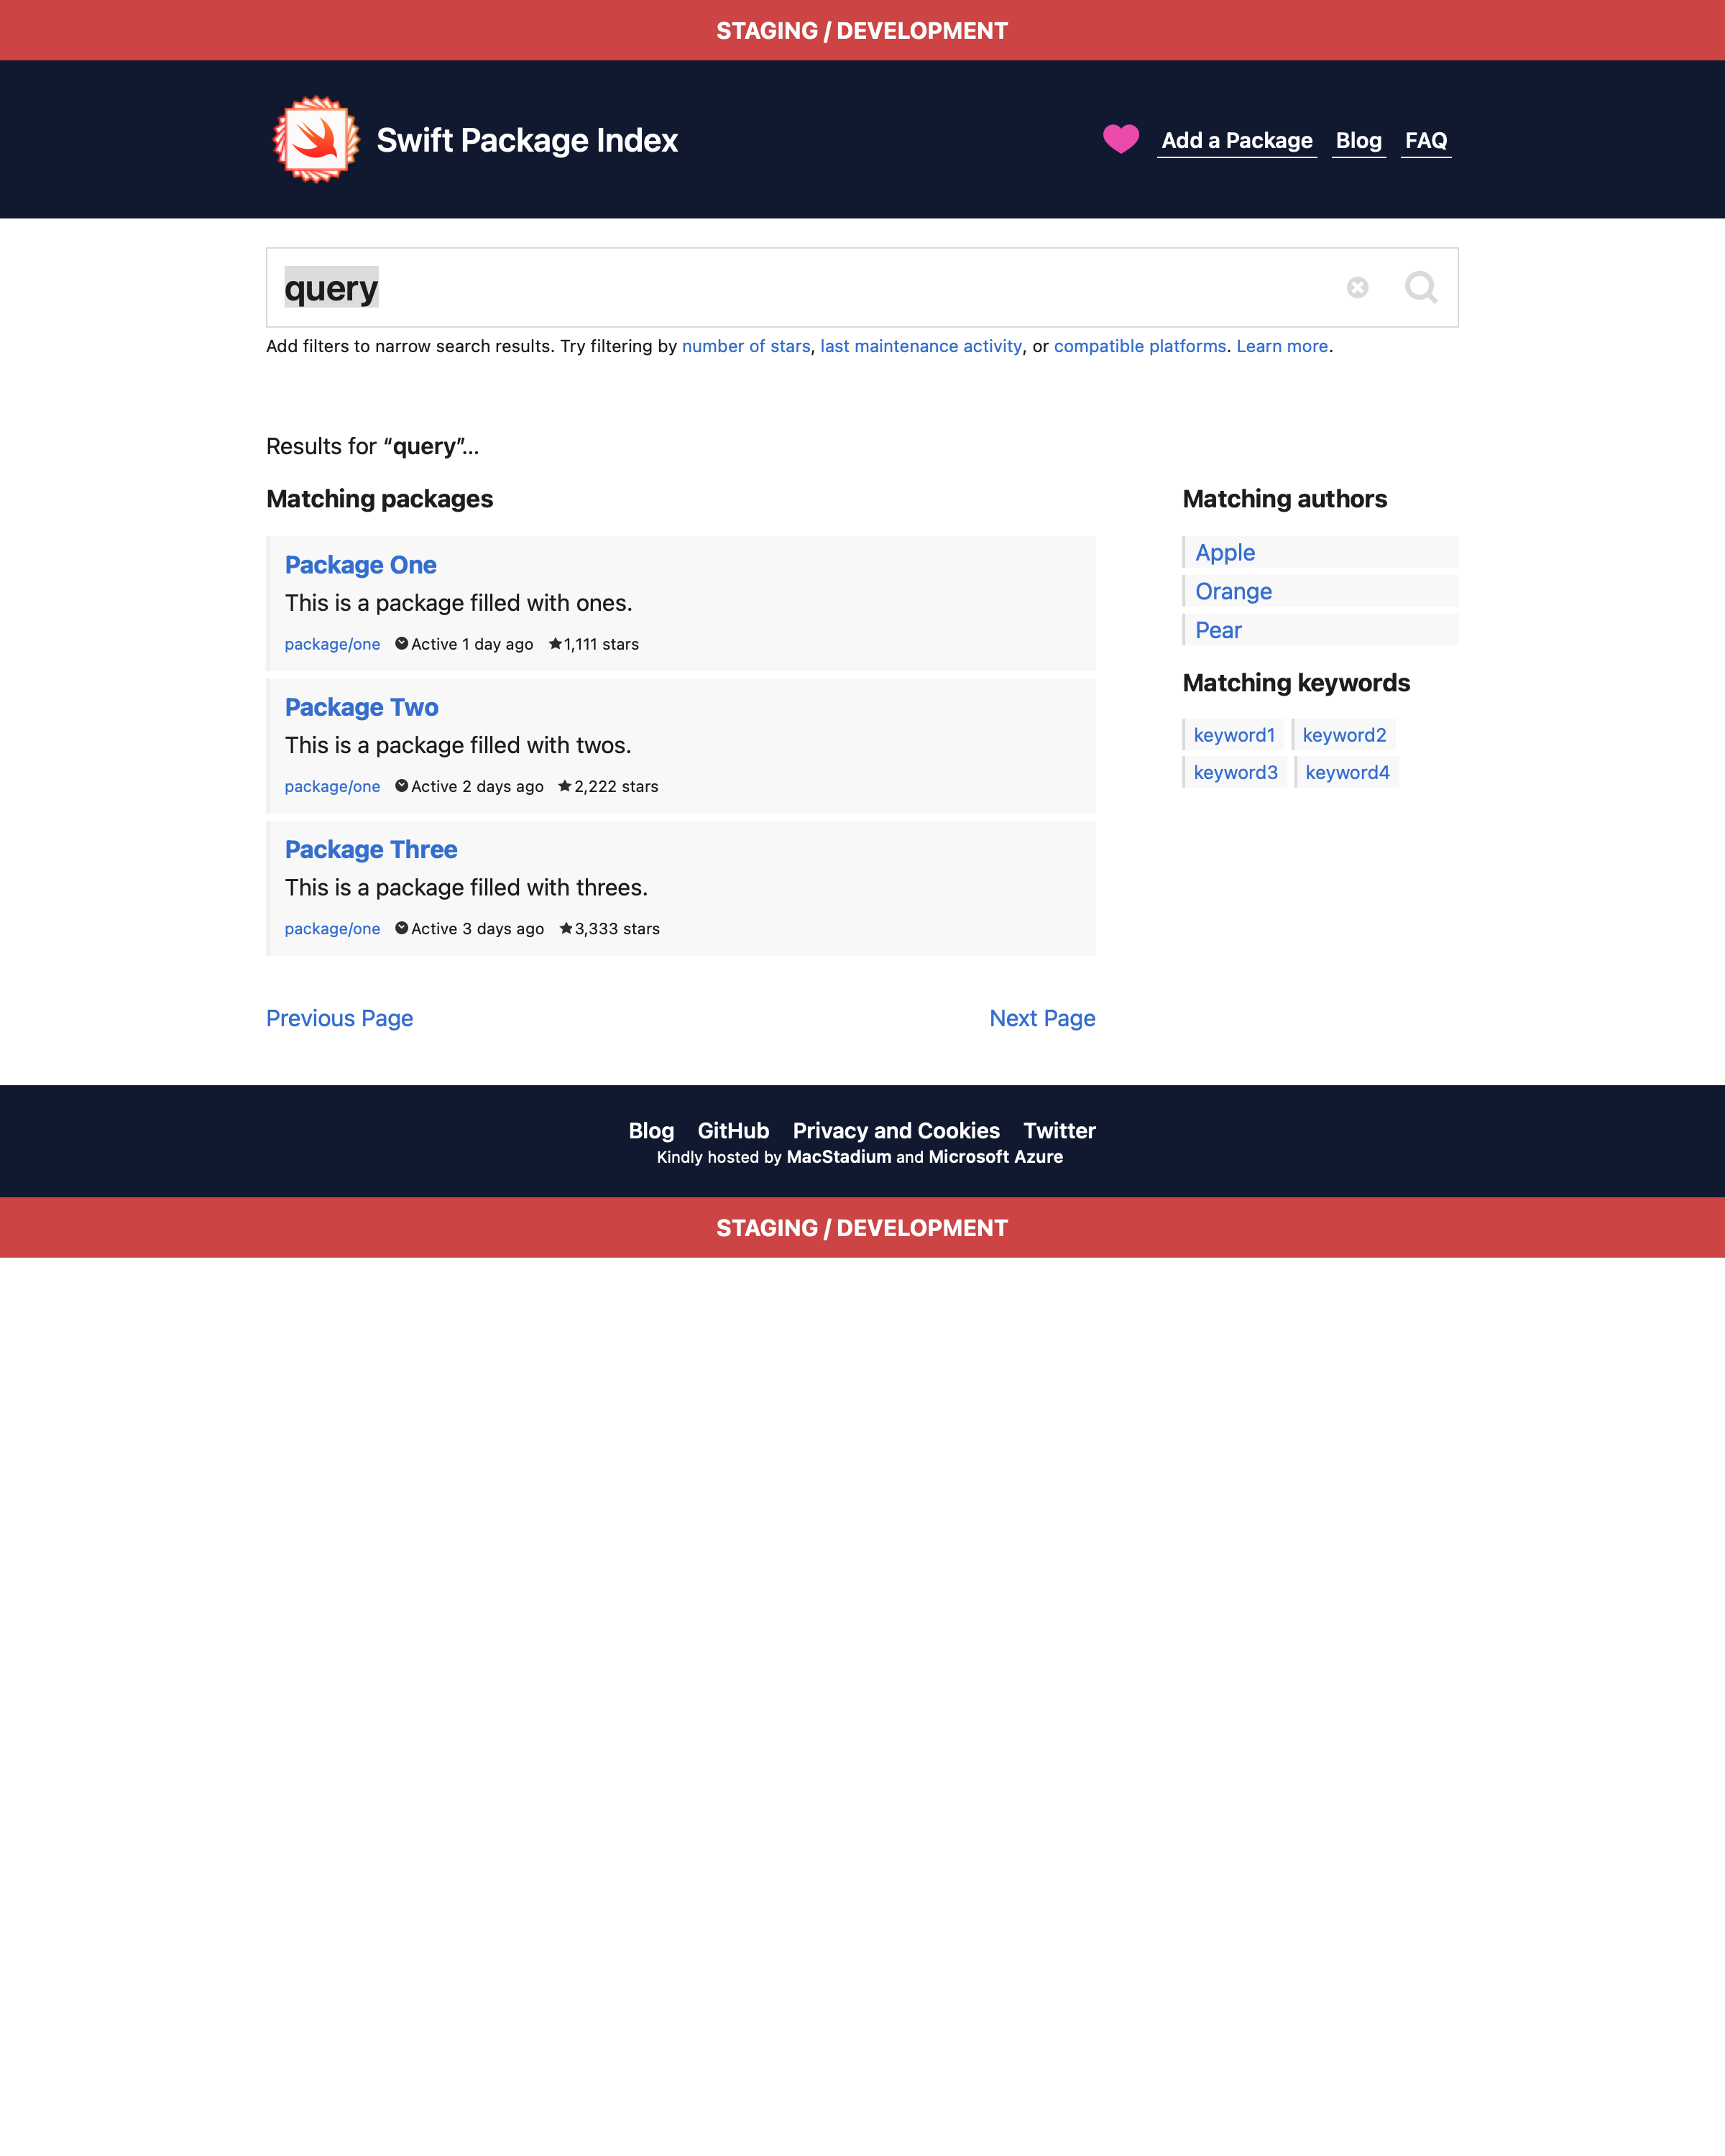 STAGING / DEVELOPMENT
Swift Package Index
Add a Package Blog FAQ
query
Add filters to narrow search results. Try filtering by number of stars, last maintenance activity, or compatible platforms. Learn more.
Results for “query”...
Matching packages
Package One
This is a package filled with ones.
package/one Active 1 day ago 1,111 stars
Package Two
This is a package filled with twos.
package/one Active 2 days ago 2,222 stars
Package Three
This is a package filled with threes.
package/one Active 3 days ago 3,333 stars
Previous Page Next Page
Matching authors
Apple
Orange
Pear
Matching keywords
keyword1 keyword2
keyword3 keyword4
Blog GitHub Privacy and Cookies Twitter
Kindly hosted by MacStadium and Microsoft Azure
STAGING / DEVELOPMENT